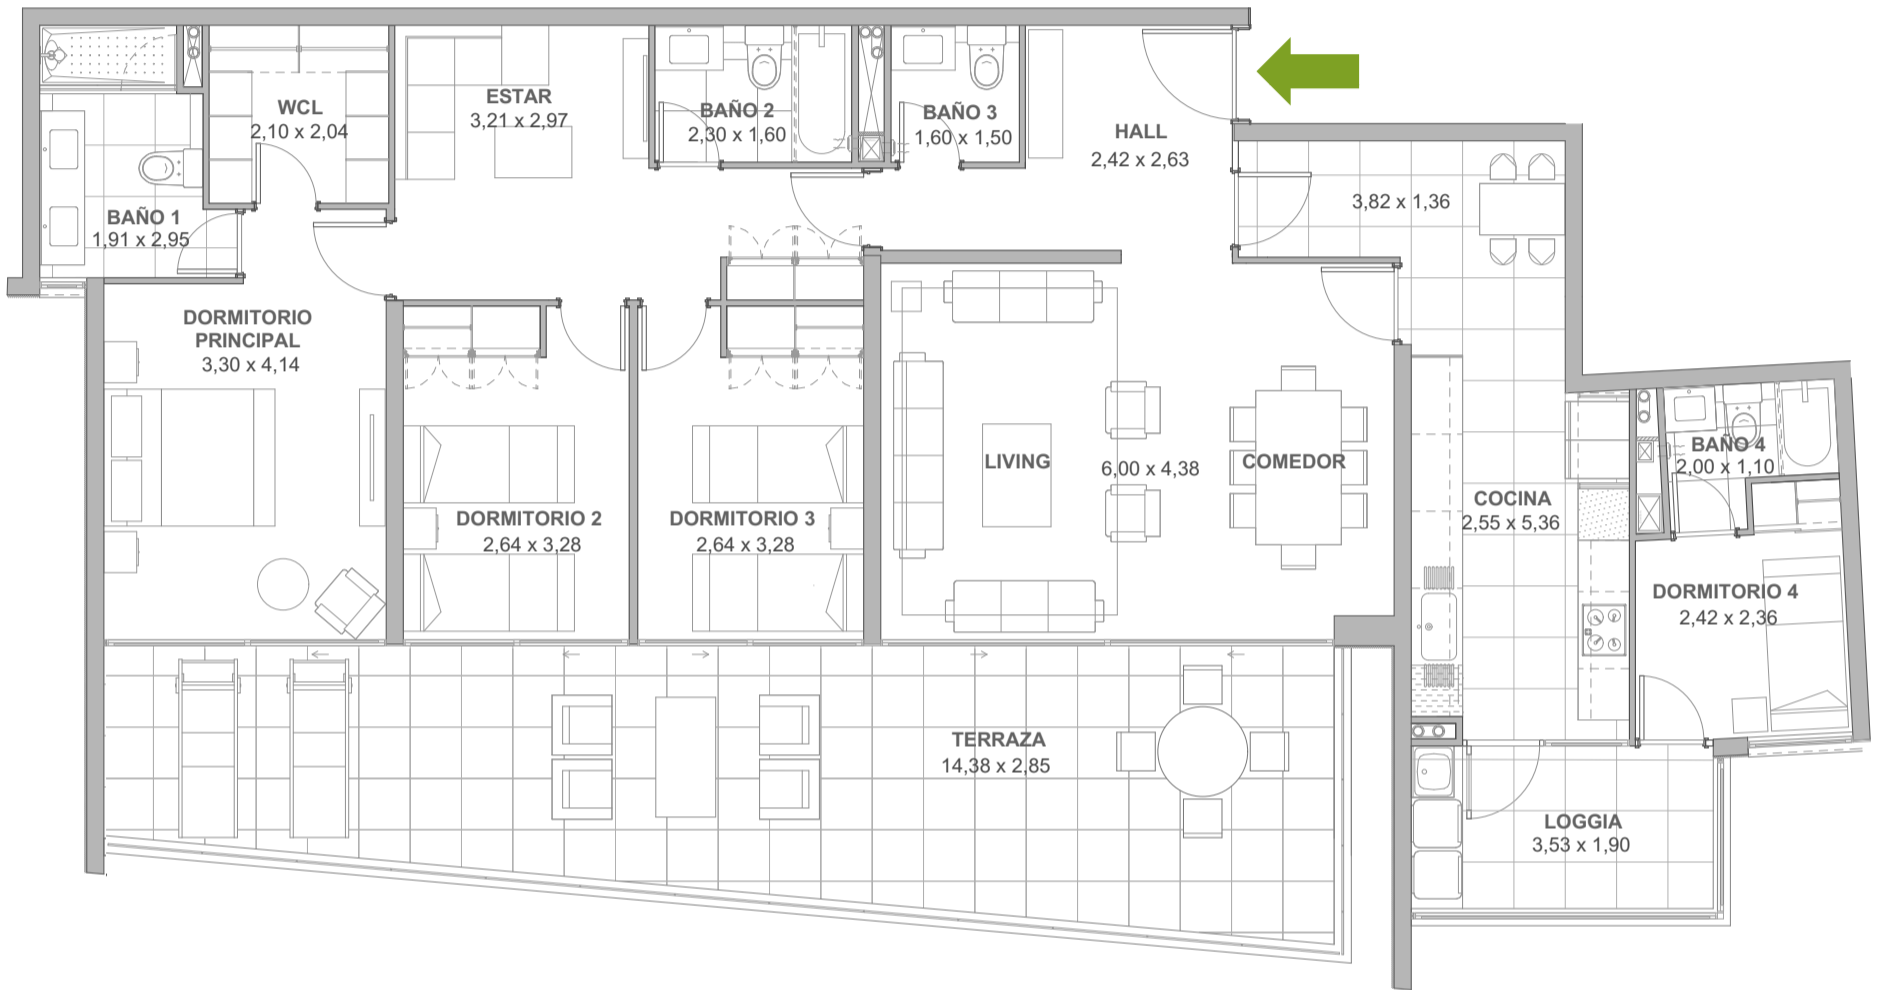 WCL
2,10 x 2,04
ESTAR
3,21 x 2,97
BAÑO 2
2,30 x 1,60
BAÑO 3
1,60 x 1,50
HALL
2,42 x 2,63
3,82 x 1,36
BAÑO 1
1,91 x 2,95
DORMITORIO
PRINCIPAL
3,30 x 4,14
DORMITORIO 2
2,64 x 3,28
DORMITORIO 3
2,64 x 3,28
LIVING
6,00 x 4,38
COMEDOR
COCINA
2,55 x 5,36
BAÑO 4
2,00 x 1,10
DORMITORIO 4
2,42 x 2,36
TERRAZA
14,38 x 2,85
LOGGIA
3,53 x 1,90